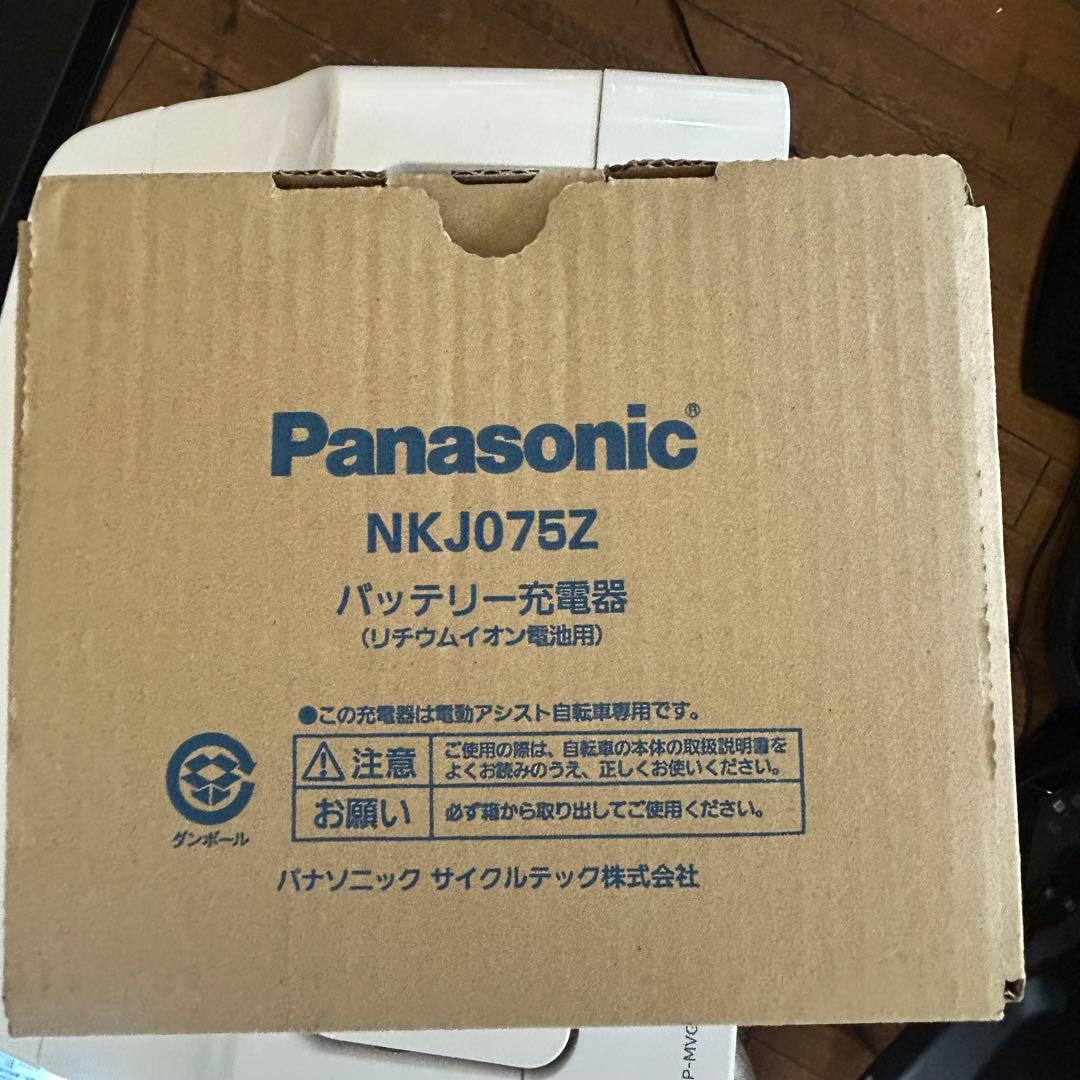 Panasonic®
NKJ075Z
バッテリー充電器
(リチウムイオン電池用)
●この充電器は電動アシスト自転車専用です。
注意
ご使用の際は、自転車の本体の取扱説明書を
よくお読みのうえ、正しくお使いください。
お願い
必ず箱から取り出してご使用ください。
ダンボール
パナソニック サイクルテック株式会社
P-MVG